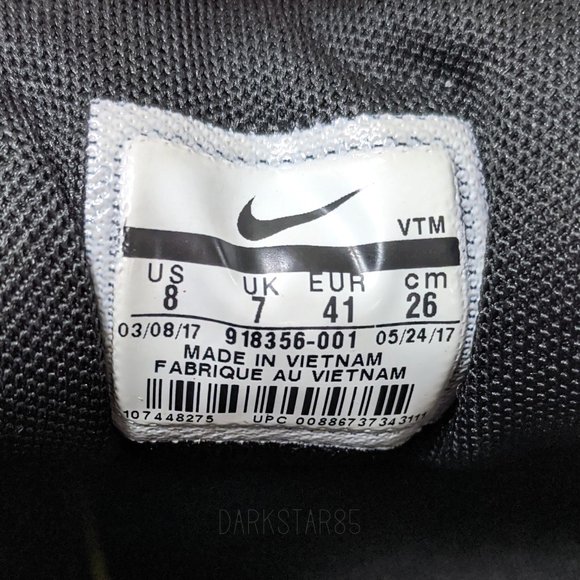 VTM
US UK EUR cm
8 7 41 26
03/08/17 918356-001 05/24/17
MADE IN VIETNAM
FABRIQUE AU VIETNAM
107448275 UPC 00886737343111
DARKSTAR85